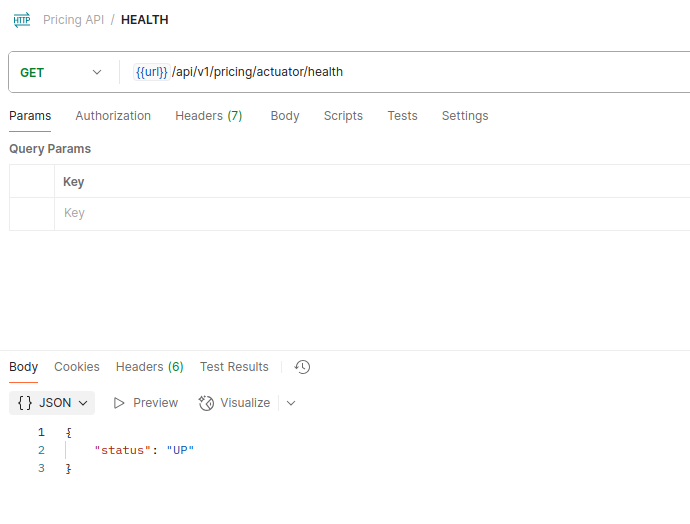 HTTP Pricing API / HEALTH
GET {{url}} /api/v1/pricing/actuator/health
Params Authorization Headers (7) Body Scripts Tests Settings
Query Params
Key
Key
Body Cookies Headers (6) Test Results
{} JSON Preview Visualize
1 {
2 "status": "UP"
3 }